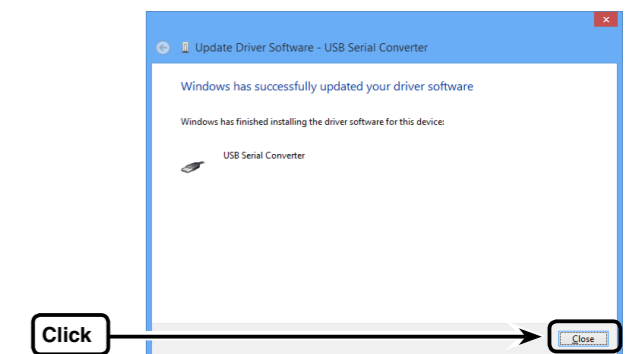 Update Driver Software - USB Serial Converter
Windows has successfully updated your driver software
Windows has finished installing the driver software for this device:
USB Serial Converter
Click
Close